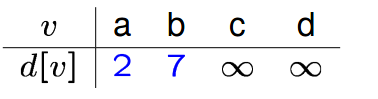 v a b c d
d[v] 2 7 ∞ ∞